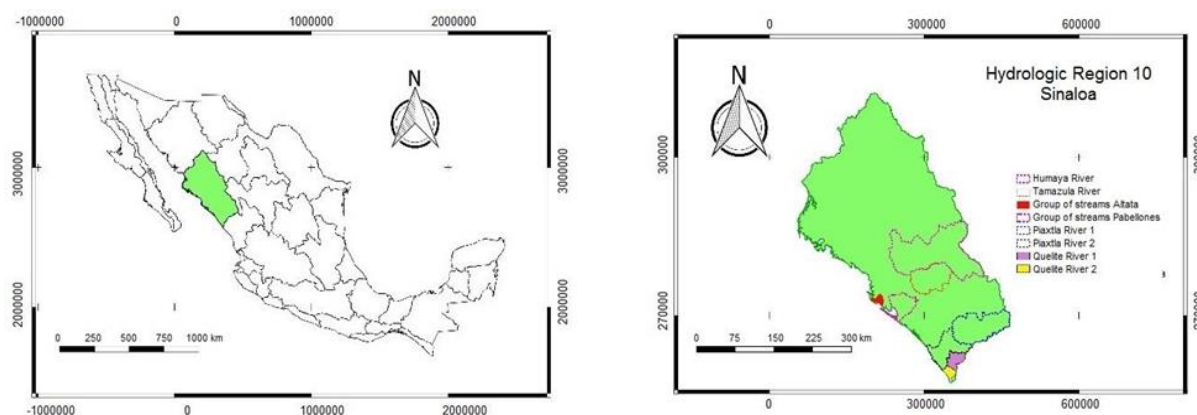 -1000000 0 1000000 2000000
N
3000000 3000000
2000000 2000000
0 250 500 750 1000 km
-1000000 0 1000000 2000000
0 300000 600000
N
Hydrologic Region 10
Sinaloa
300000
Humaya River
Tamazula River
Group of streams Altata
Group of streams Pabellones
Piaxtla River 1
Piaxtla River 2
Quelite River 1
Quelite River 2
270000
0 75 150 225 300 km
0 300000 600000